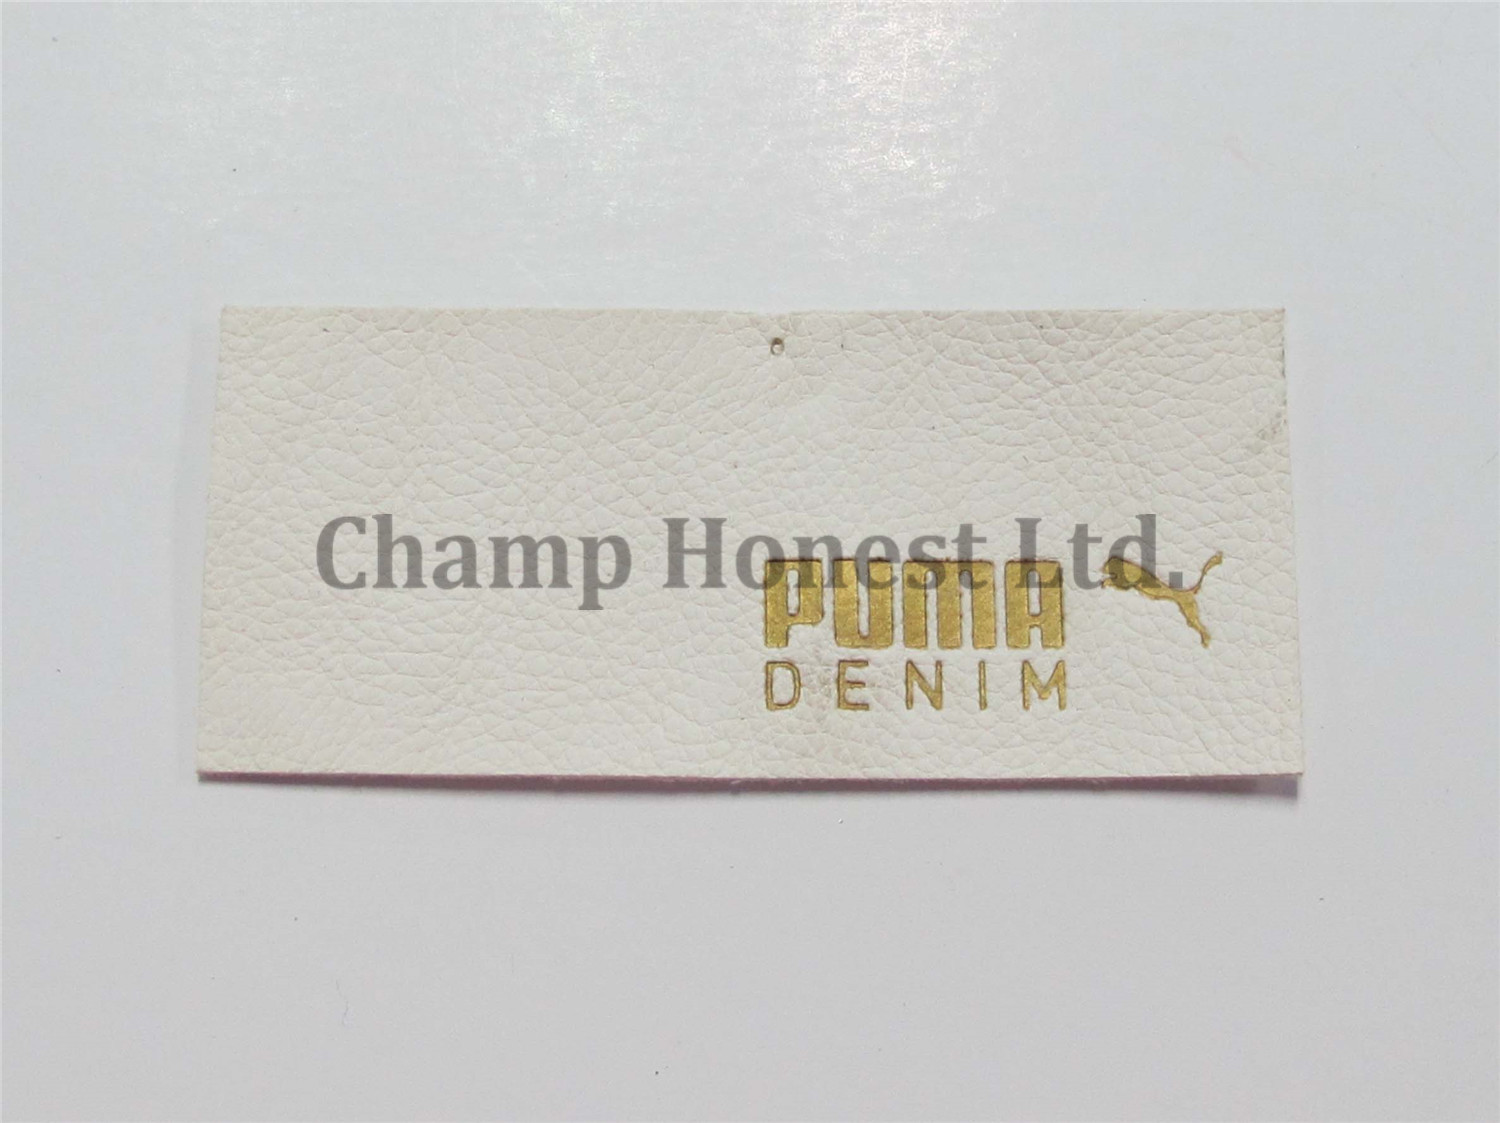 Champ Honest Ltd.
PUMA
DENIM